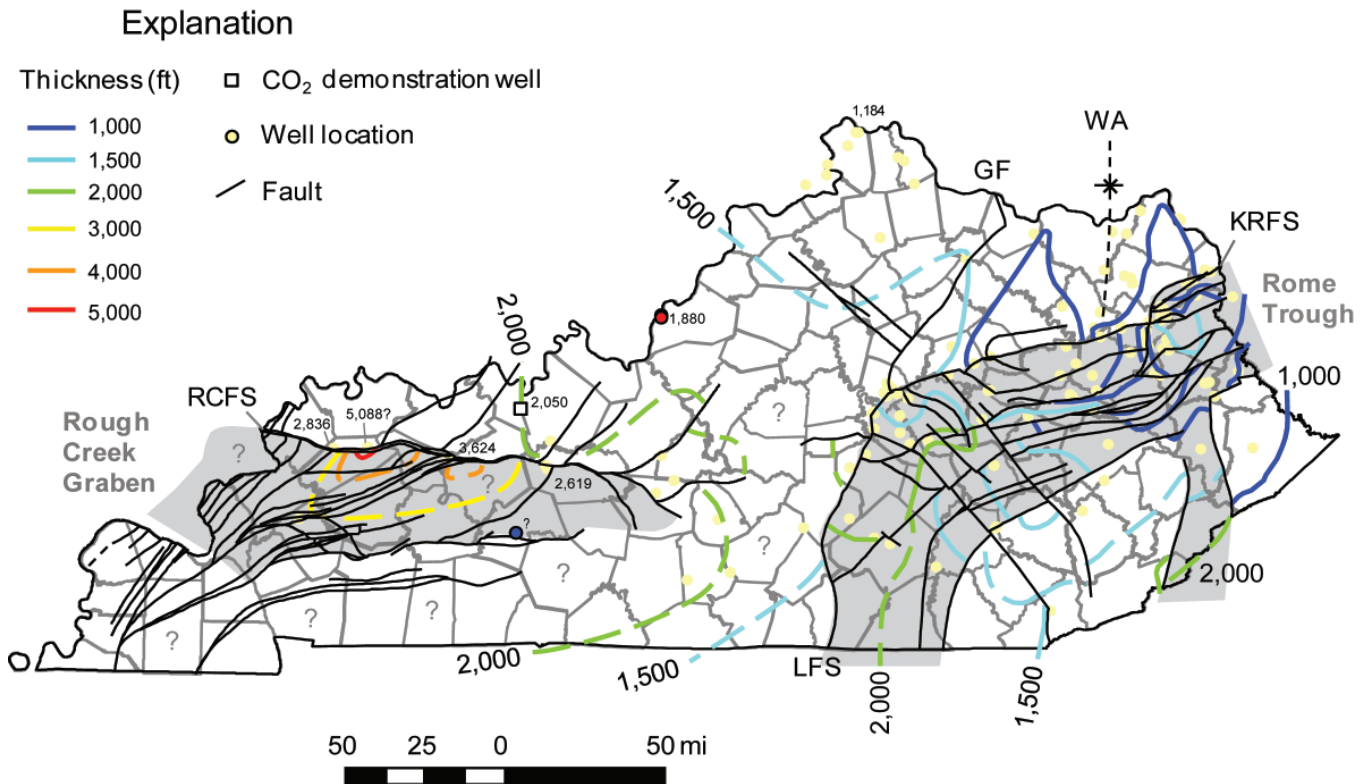 Explanation
Thickness (ft)
1,000
1,500
2,000
3,000
4,000
5,000
CO₂ demonstration well
Well location
Fault
1,184
WA
GF
1,500
KRFS
Rome
Trough
1,880
2,000
1,000
RCFS
5,088?
2,836
2,050
?
Rough
Creek
Graben
?
3,624
?
2,619
?
?
?
2,000
?
?
?
2,000
1,500
LFS
2,000
1,500
50 25 0 50 mi